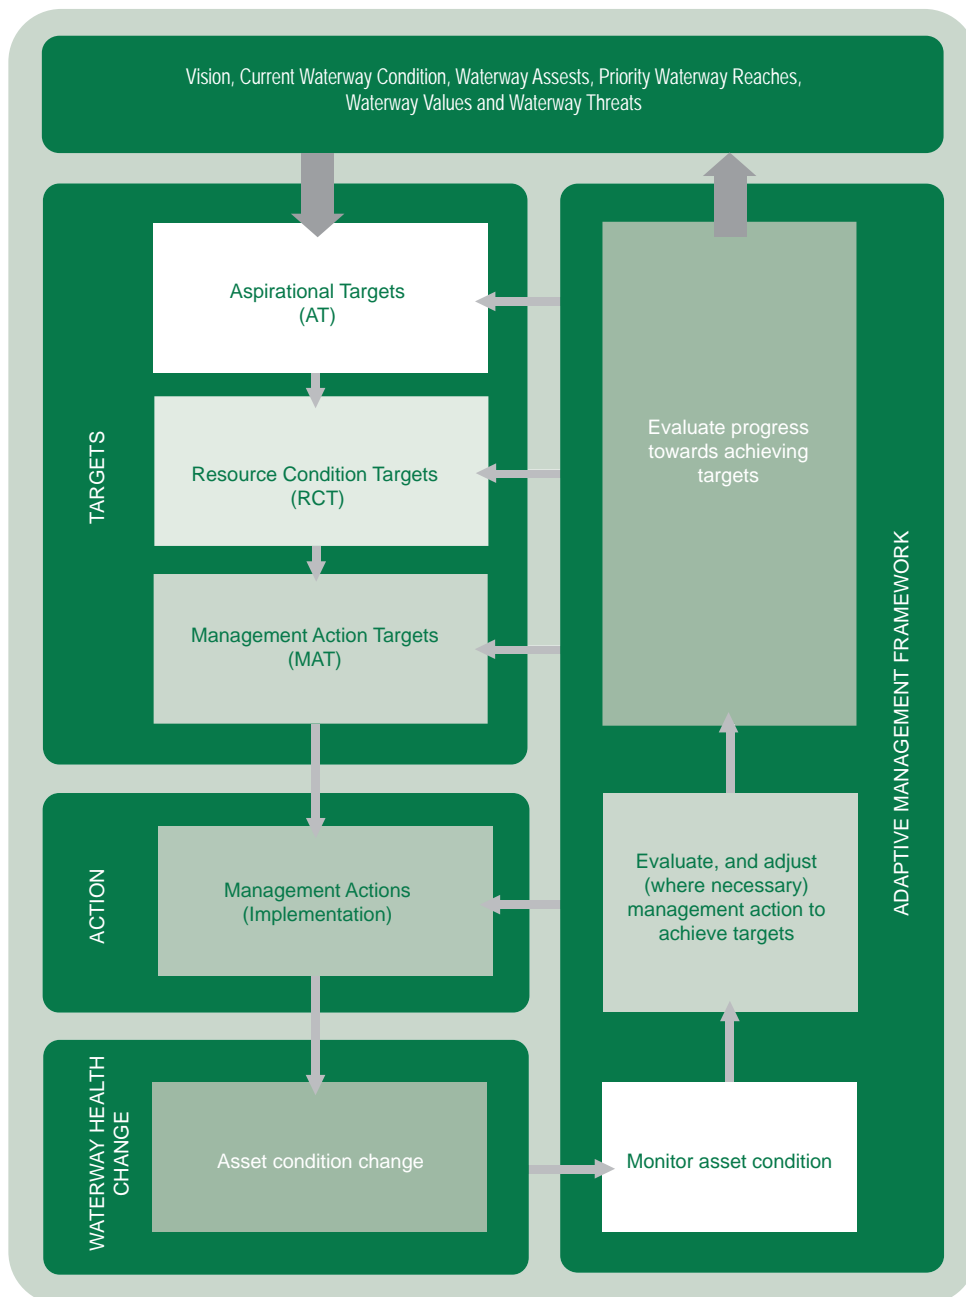 Vision, Current Waterway Condition, Waterway Assests, Priority Waterway Reaches,
Waterway Values and Waterway Threats
TARGETS
Aspirational Targets
(AT)
Resource Condition Targets
(RCT)
Management Action Targets
(MAT)
ACTION
Management Actions
(Implementation)
WATERWAY HEALTH
CHANGE
Asset condition change
Evaluate progress
towards achieving
targets
Evaluate, and adjust
(where necessary)
management action to
achieve targets
Monitor asset condition
ADAPTIVE MANAGEMENT FRAMEWORK